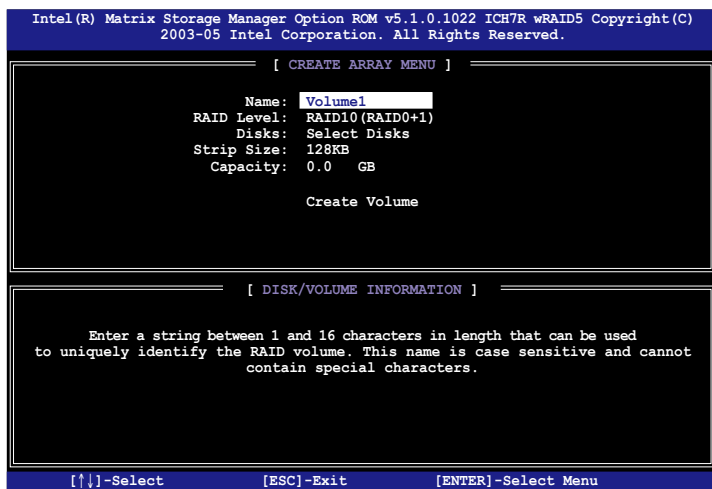 Intel(R) Matrix Storage Manager Option ROM v5.1.0.1022 ICH7R wRAID5 Copyright(C)
2003-05 Intel Corporation. All Rights Reserved.
[ CREATE ARRAY MENU ]
Name: Volume1
RAID Level: RAID10(RAID0+1)
Disks: Select Disks
Strip Size: 128KB
Capacity: 0.0 GB
Create Volume
[ DISK/VOLUME INFORMATION ]
Enter a string between 1 and 16 characters in length that can be used
to uniquely identify the RAID volume. This name is case sensitive and cannot
contain special characters.
[↑↓]-Select [ESC]-Exit [ENTER]-Select Menu